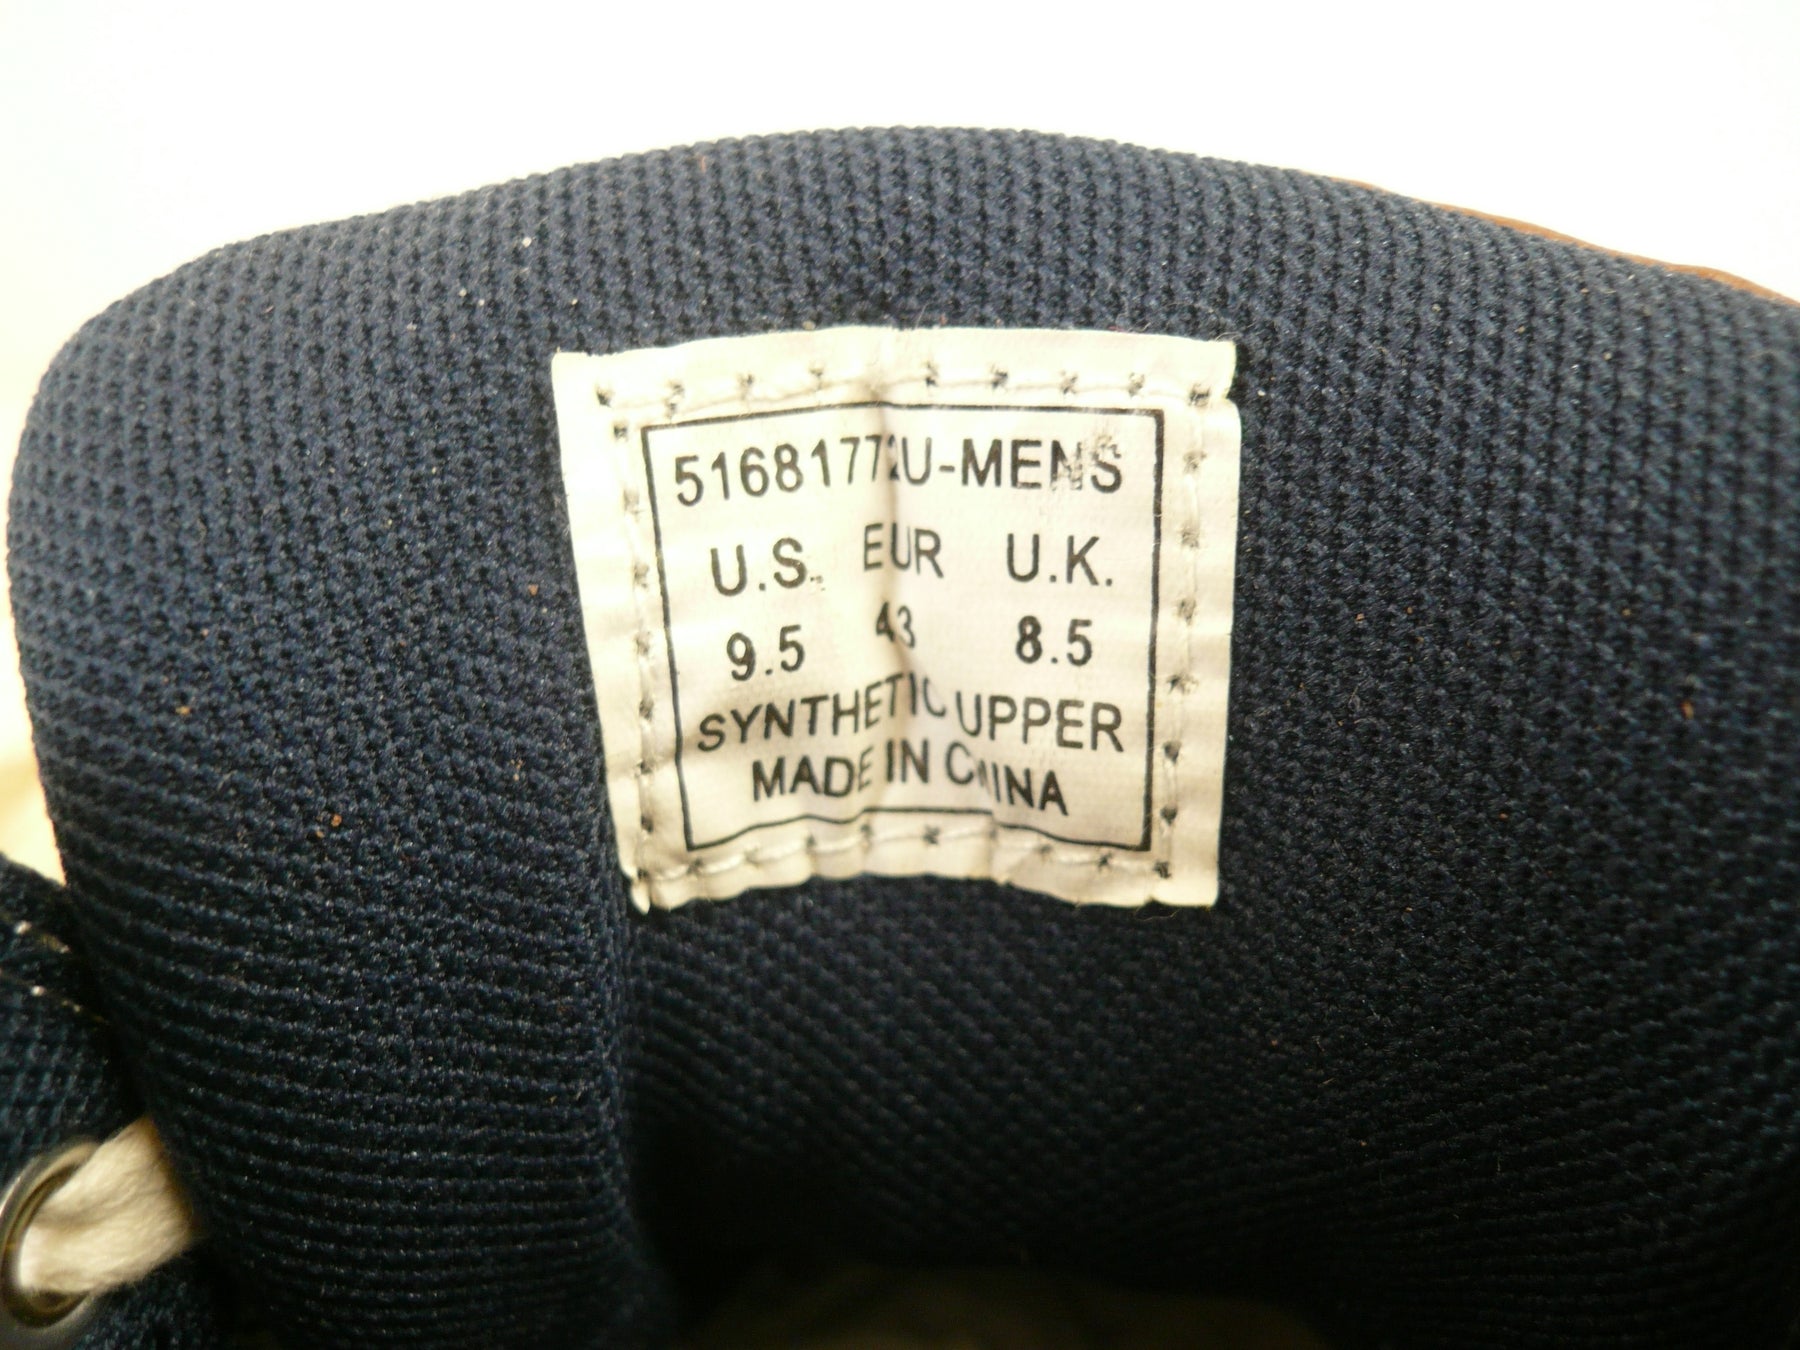 51681772U-MENS
U.S. EUR U.K.
9.5 43 8.5
SYNTHETIC UPPER
MADE IN CHINA